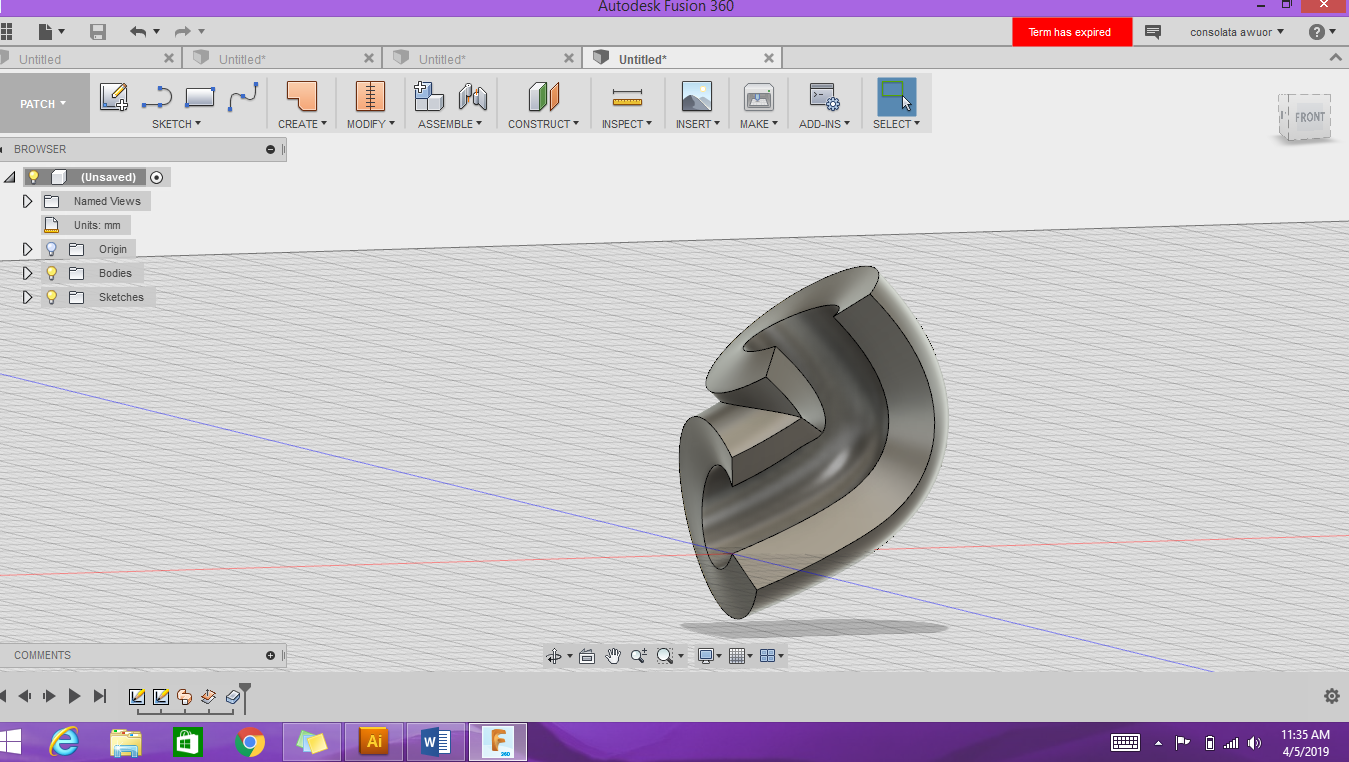 Autodesk Fusion 360
Term has expired
consolata awuor
Untitled
Untitled*
Untitled*
Untitled*
PATCH
SKETCH
CREATE
MODIFY
ASSEMBLE
CONSTRUCT
INSPECT
INSERT
MAKE
ADD-INS
SELECT
FRONT
BROWSER
(Unsaved)
Named Views
Units: mm
Origin
Bodies
Sketches
COMMENTS
Ai
W
F
360
11:35 AM
4/5/2019